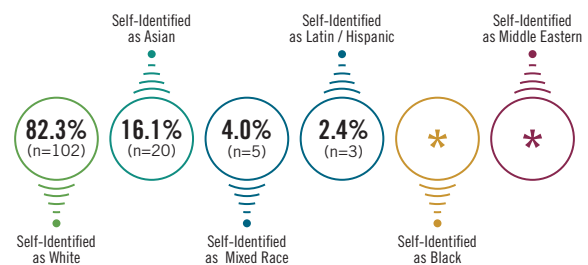 Self-Identified
as Asian
Self-Identified
as Latin / Hispanic
Self-Identified
as Middle Eastern
82.3%
(n=102)
16.1%
(n=20)
4.0%
(n=5)
2.4%
(n=3)
*
*
Self-Identified
as White
Self-Identified
as Mixed Race
Self-Identified
as Black